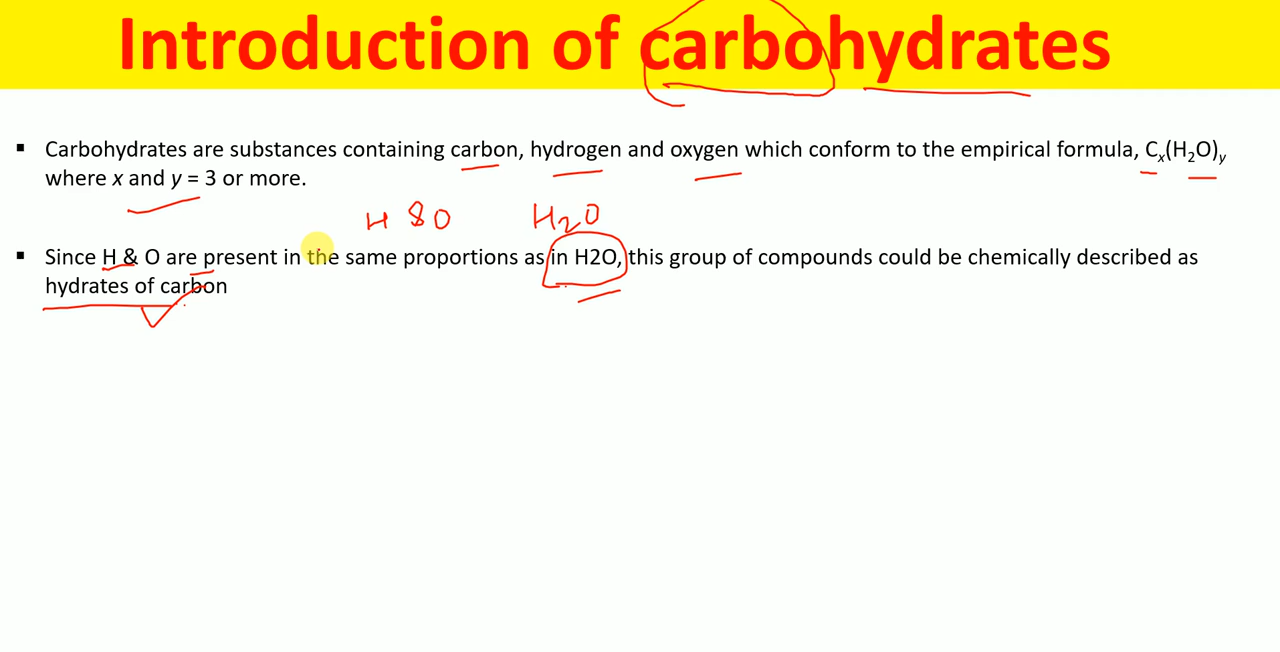 Introduction of carbohydrates
▪ Carbohydrates are substances containing carbon, hydrogen and oxygen which conform to the empirical formula, Cₓ(H₂O)ᵧ
where x and y = 3 or more.
H & O H₂O
▪ Since H & O are present in the same proportions as in H2O, this group of compounds could be chemically described as
hydrates of carbon